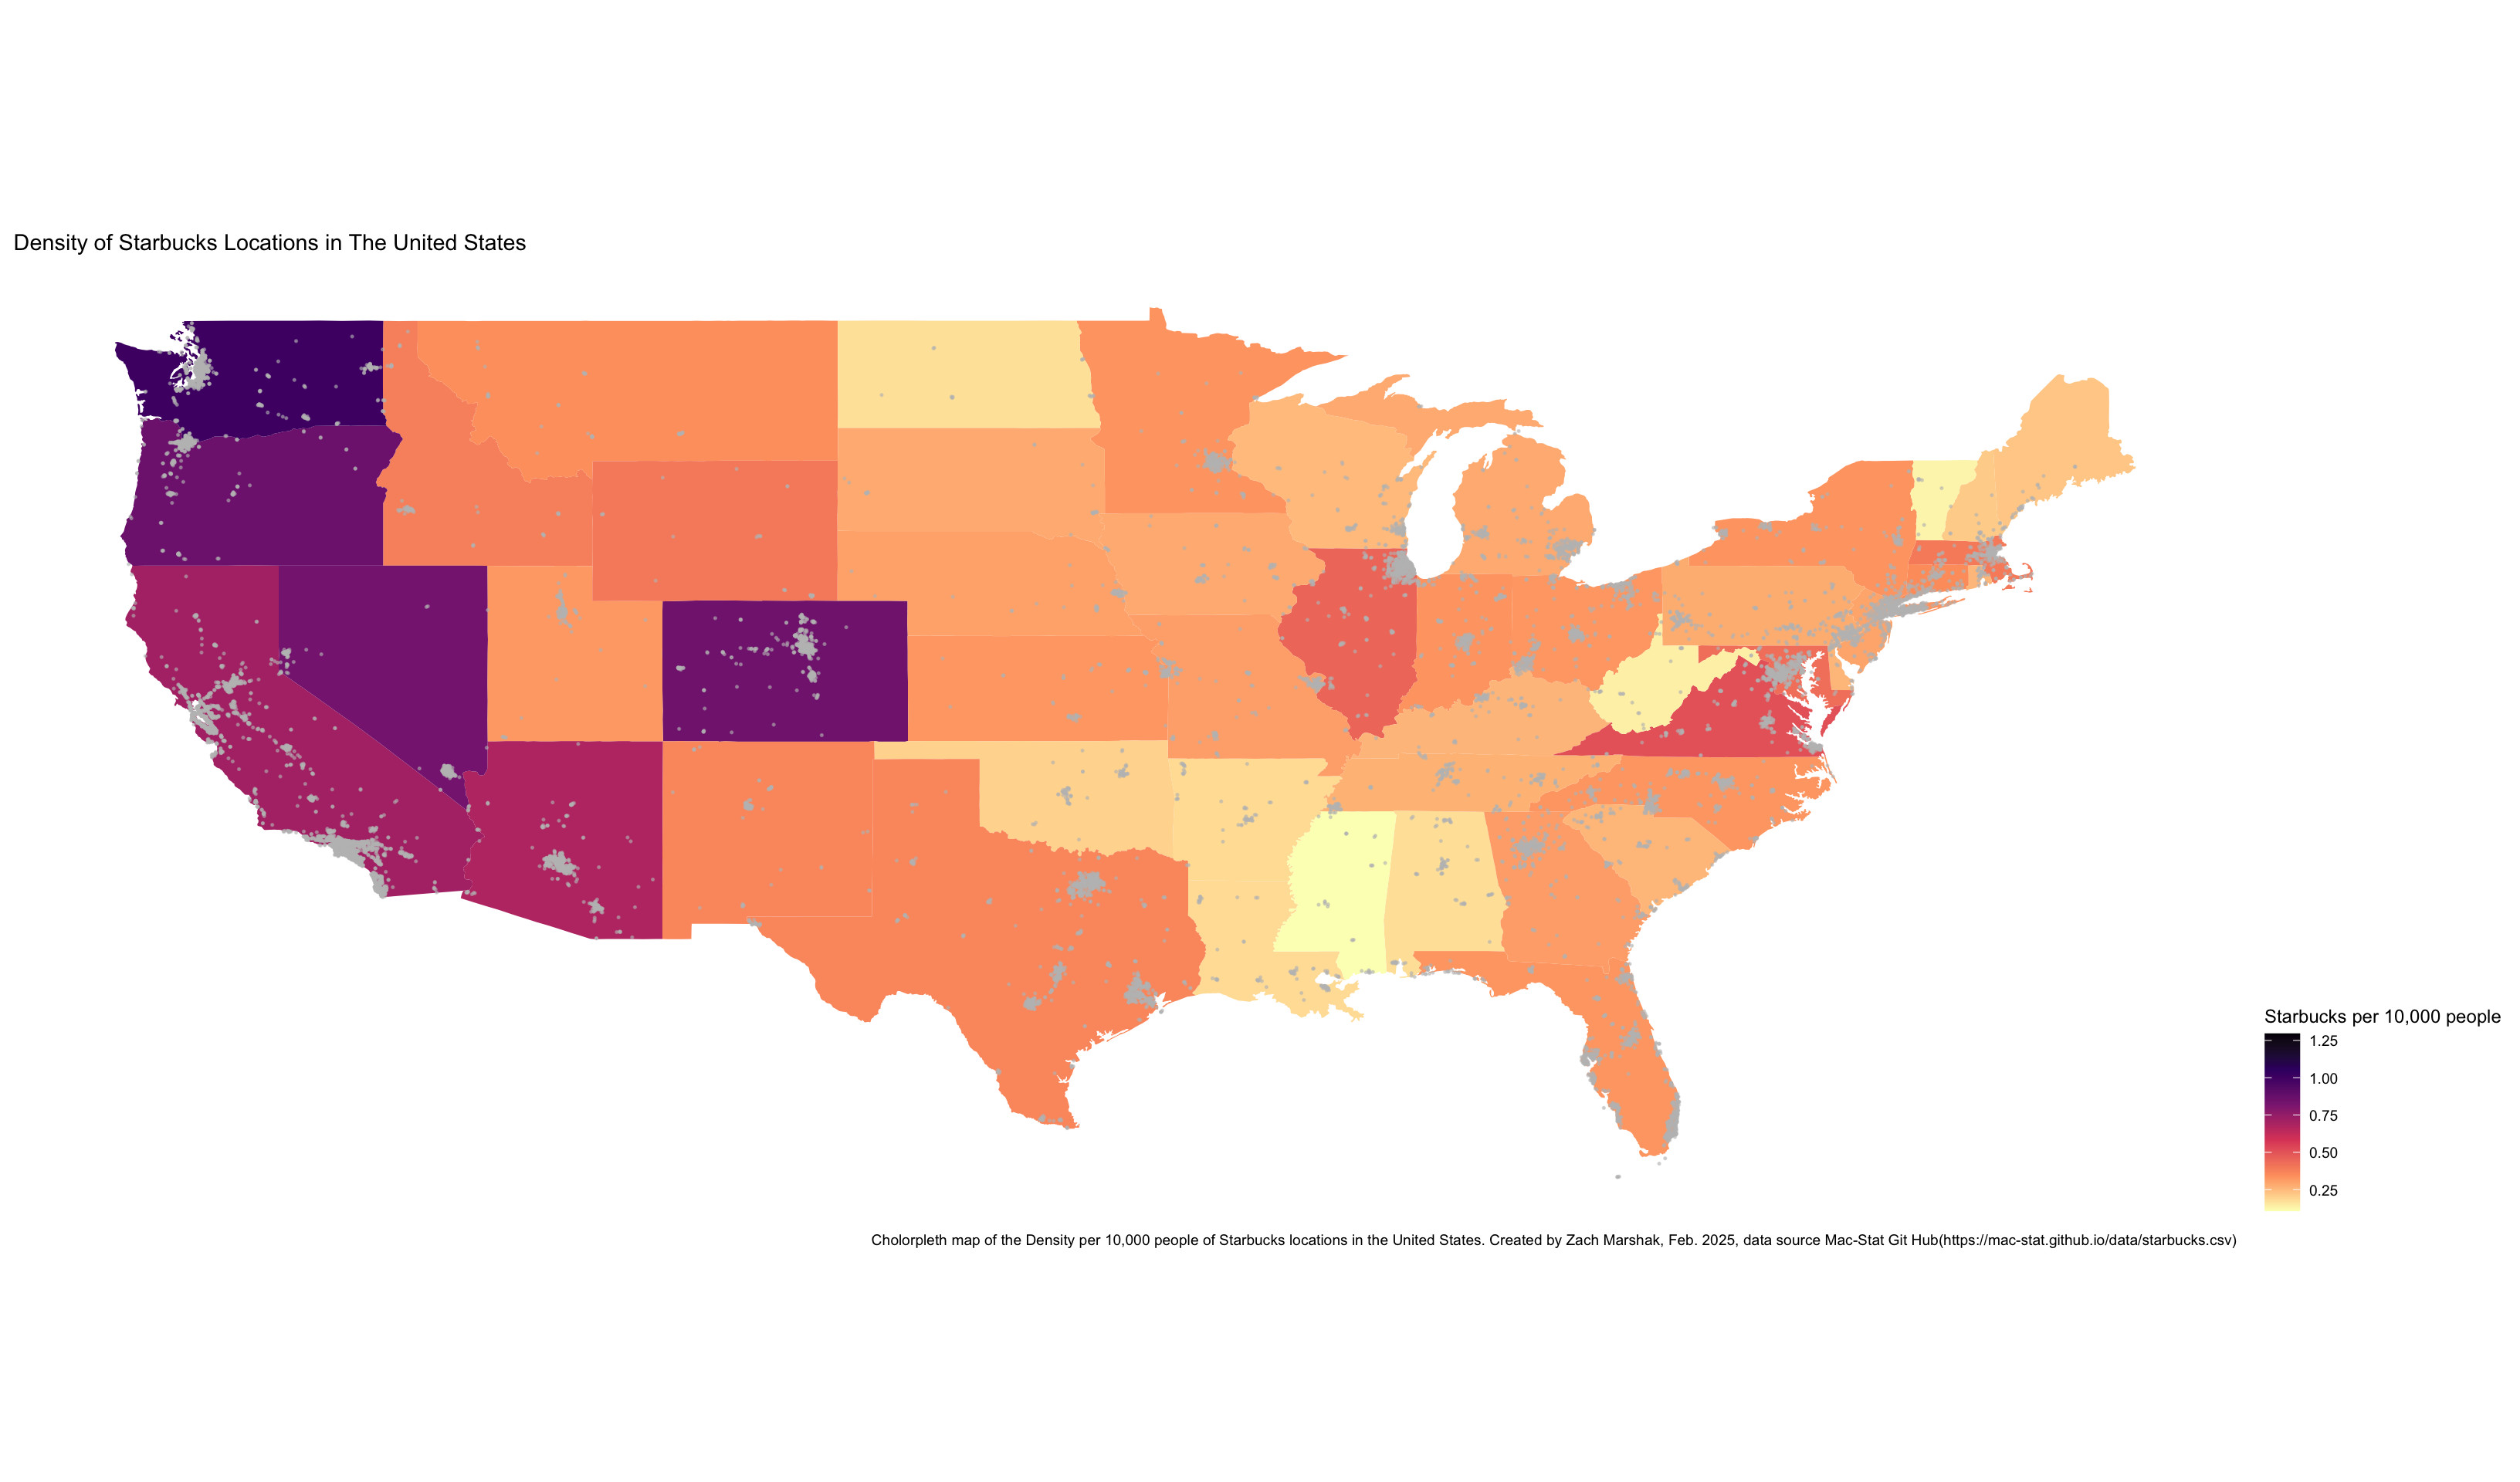 Density of Starbucks Locations in The United States
Starbucks per 10,000 people
1.25
1.00
0.75
0.50
0.25
Cholorpleth map of the Density per 10,000 people of Starbucks locations in the United States. Created by Zach Marshak, Feb. 2025, data source Mac-Stat Git Hub(https://mac-stat.github.io/data/starbucks.csv)